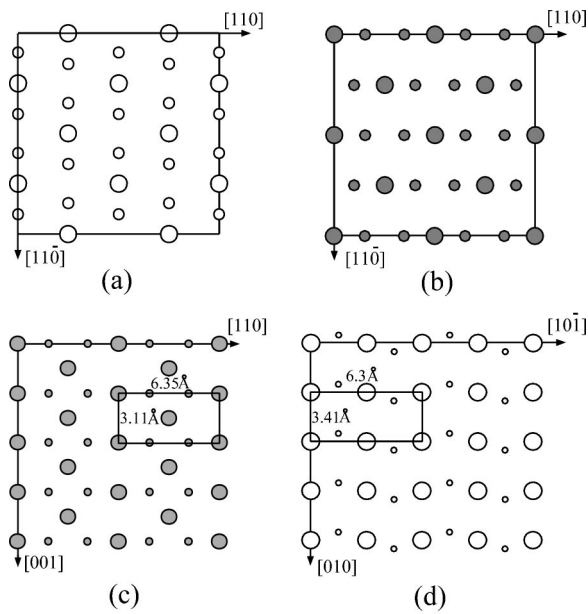 [110]
[110]
[11̄0]
[11̄0]
(a)
(b)
[110]
[101̄]
6.35Å
3.11Å
6.3Å
3.41Å
[001]
[010]
(c)
(d)